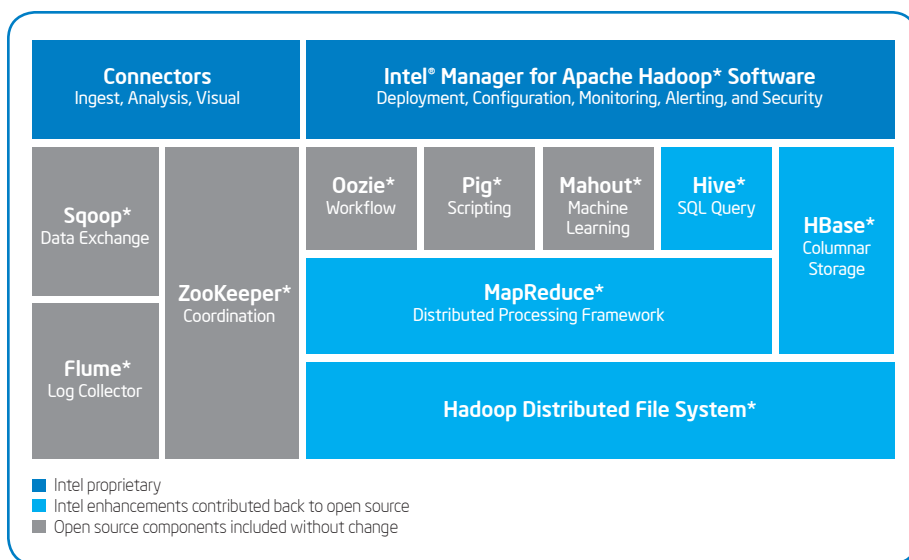 Connectors
Ingest, Analysis, Visual
Intel® Manager for Apache Hadoop* Software
Deployment, Configuration, Monitoring, Alerting, and Security
Sqoop*
Data Exchange
Flume*
Log Collector
ZooKeeper*
Coordination
Oozie*
Workflow
Pig*
Scripting
Mahout*
Machine
Learning
Hive*
SQL Query
HBase*
Columnar
Storage
MapReduce*
Distributed Processing Framework
Hadoop Distributed File System*
Intel proprietary
Intel enhancements contributed back to open source
Open source components included without change